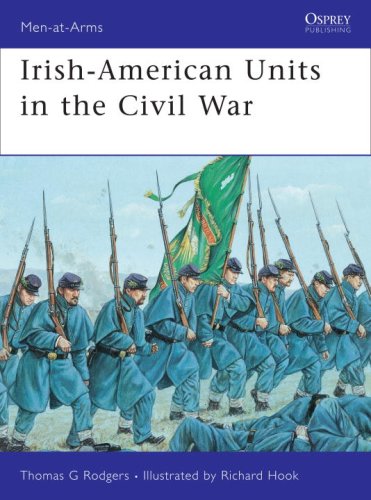 Men-at-Arms
OSPREY
PUBLISHING
Irish-American Units
in the Civil War
Thomas G Rodgers • Illustrated by Richard Hook